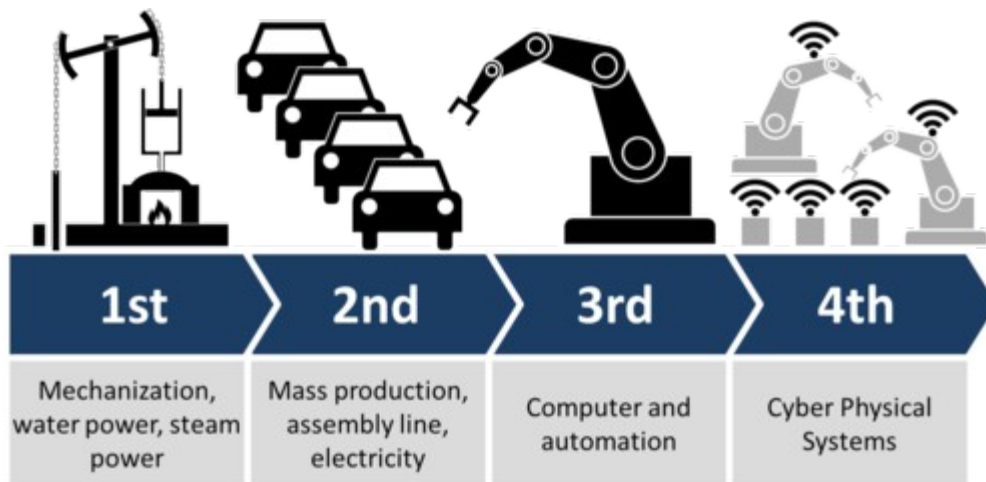 1st
2nd
3rd
4th
Mechanization,
water power, steam
power
Mass production,
assembly line,
electricity
Computer and
automation
Cyber Physical
Systems